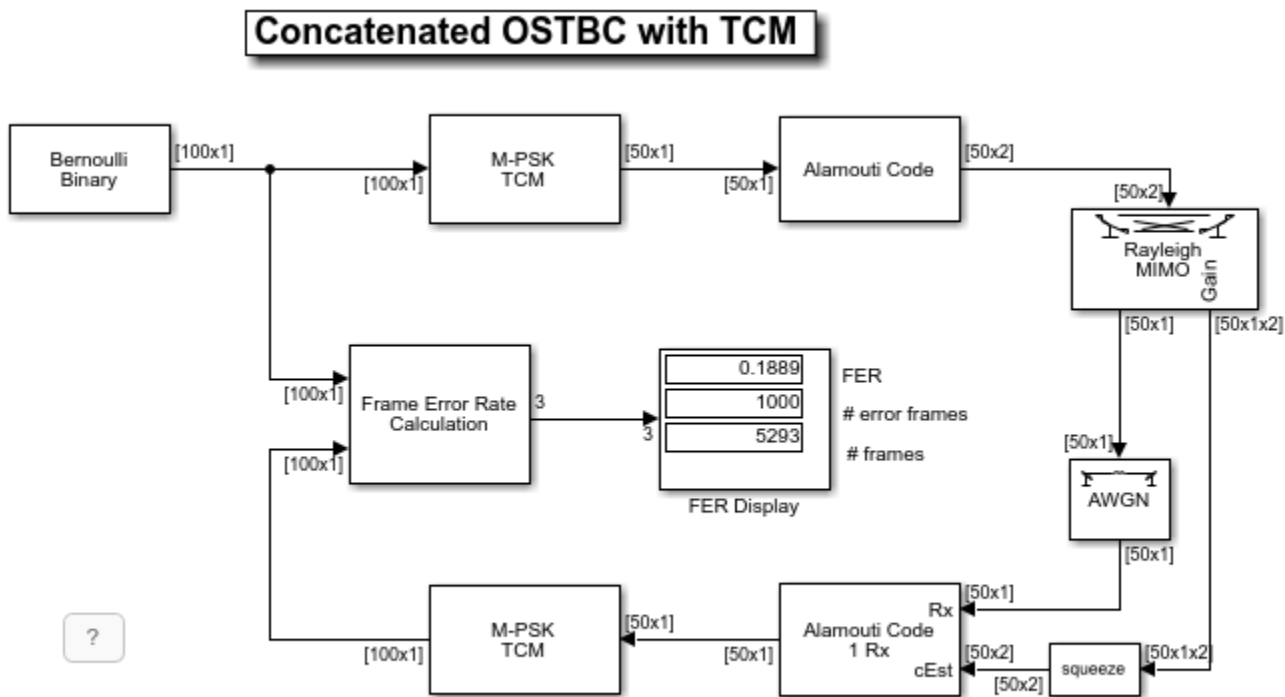 Concatenated OSTBC with TCM
Bernoulli
Binary
[100x1]
[100x1]
M-PSK
TCM
[50x1]
[50x1]
Alamouti Code
[50x2]
[50x2]
Rayleigh
MIMO
Gain
[50x1]
[50x1x2]
[100x1]
[100x1]
Frame Error Rate
Calculation
3
3
0.1889
1000
5293
FER
# error frames
# frames
FER Display
[50x1]
AWGN
[50x1]
[50x1]
Rx
Alamouti Code
1 Rx
cEst
[50x2]
[50x2]
squeeze
[50x1x2]
[50x1]
[50x1]
M-PSK
TCM
[100x1]
?